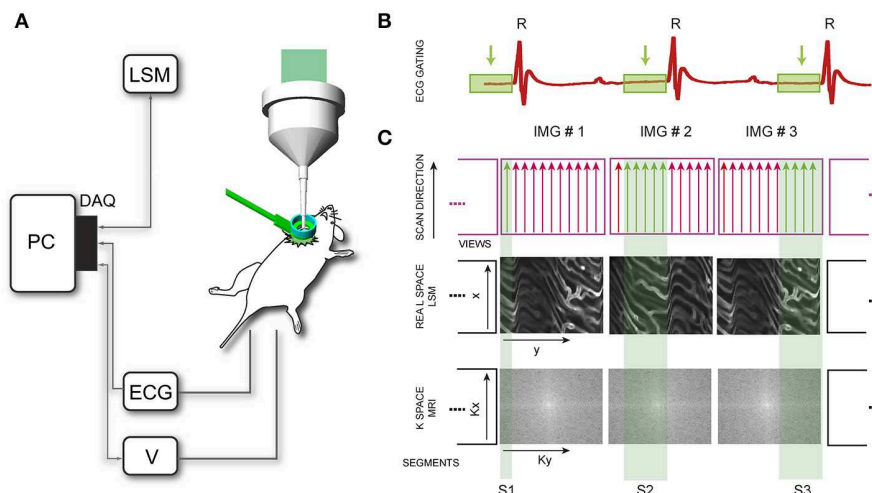 A
LSM
DAQ
PC
ECG
V
B
ECG GATING
R
R
R
C
IMG # 1
IMG # 2
IMG # 3
SCAN DIRECTION
VIEWS
REAL SPACE
LSM
x
y
K SPACE
MRI
Kx
Ky
SEGMENTS
S1
S2
S3